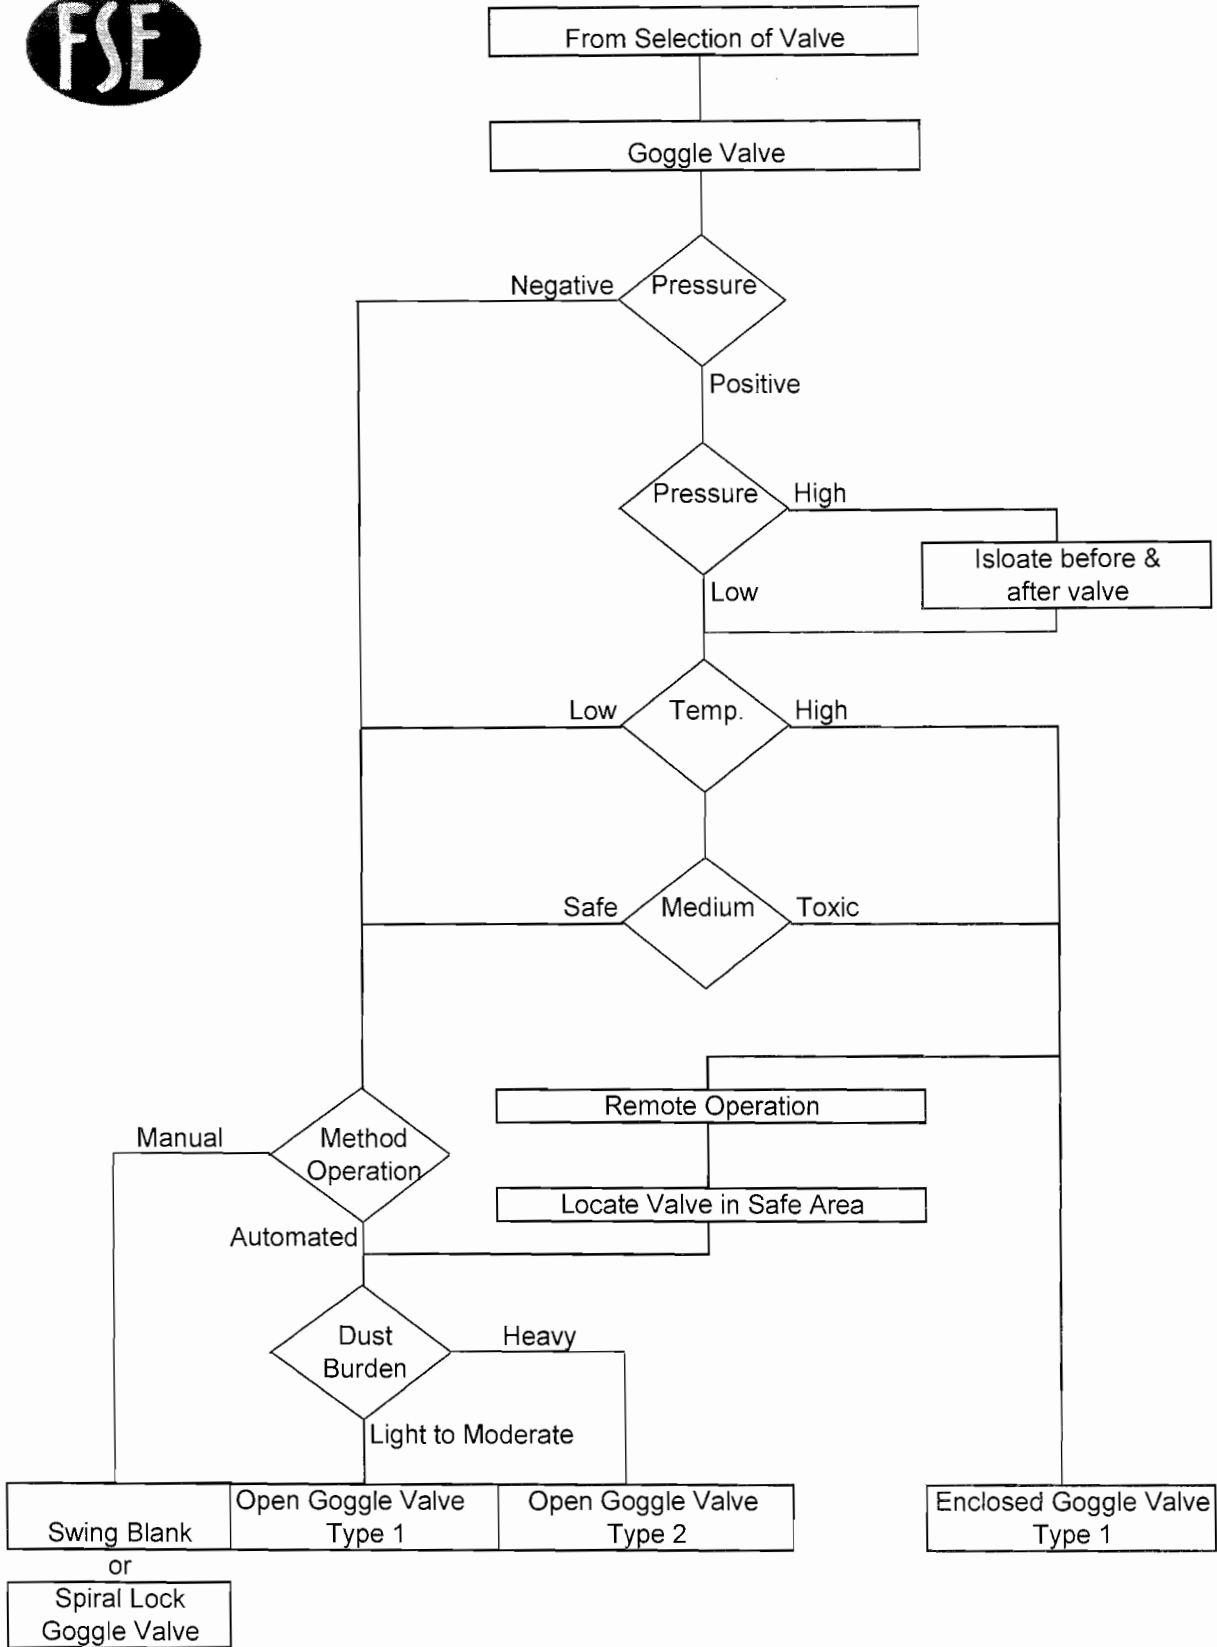 FSE
From Selection of Valve
Goggle Valve
Negative
Pressure
Positive
Pressure
High
Isloate before &
after valve
Low
Low
Temp.
High
Safe
Medium
Toxic
Remote Operation
Manual
Method
Operation
Locate Valve in Safe Area
Automated
Dust
Burden
Heavy
Light to Moderate
Swing Blank
or
Spiral Lock
Goggle Valve
Open Goggle Valve
Type 1
Open Goggle Valve
Type 2
Enclosed Goggle Valve
Type 1